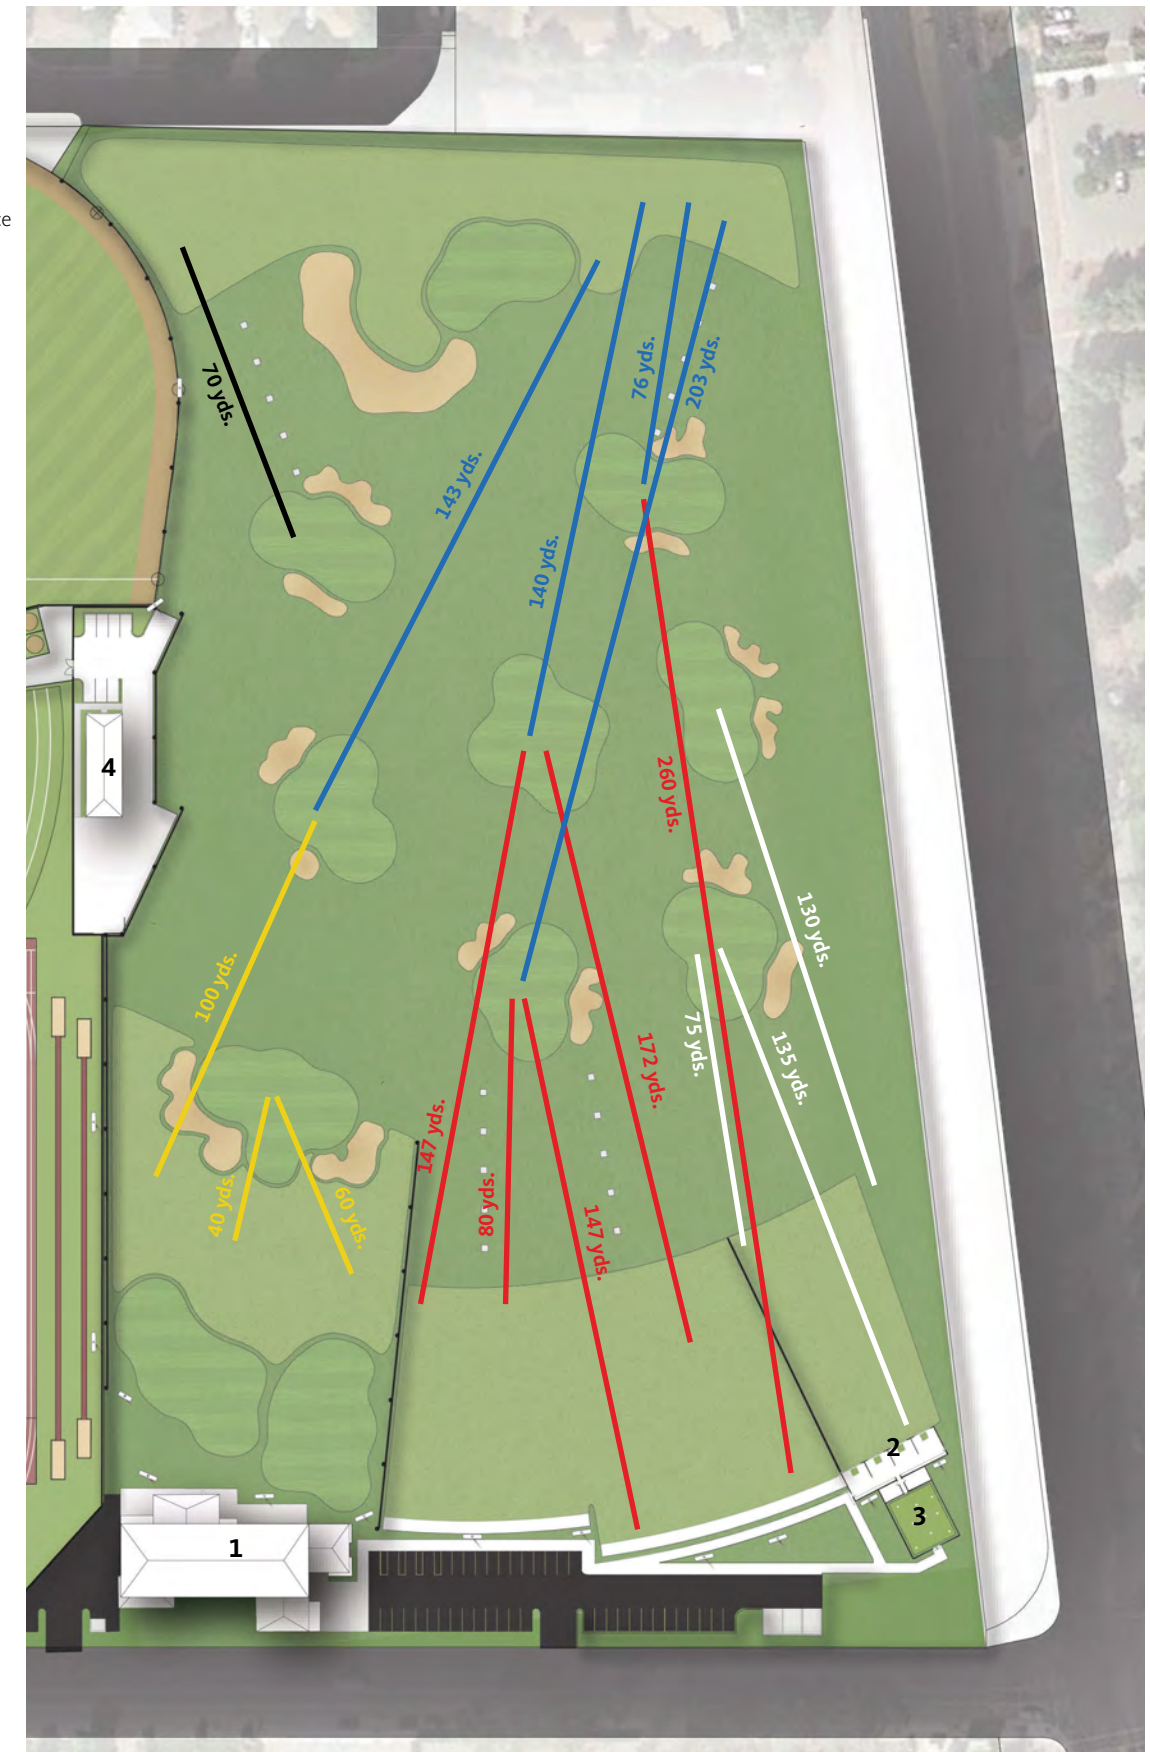 ce
70 yds.
143 yds.
76 yds.
203 yds.
140 yds.
4
260 yds.
130 yds.
100 yds.
75 yds.
172 yds.
135 yds.
147 yds.
40 yds.
60 yds.
80 yds.
147 yds.
2
3
1